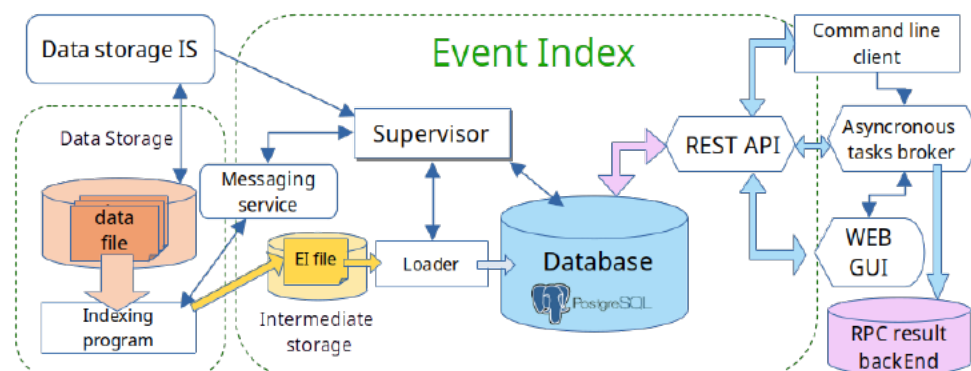 Data storage IS
Event Index
Command line
client
Data Storage
Supervisor
REST API
Asyncronous
tasks broker
Messaging
service
data
file
EI file
Loader
Database
PostgreSQL
WEB
GUI
Indexing
program
Intermediate
storage
RPC result
backEnd